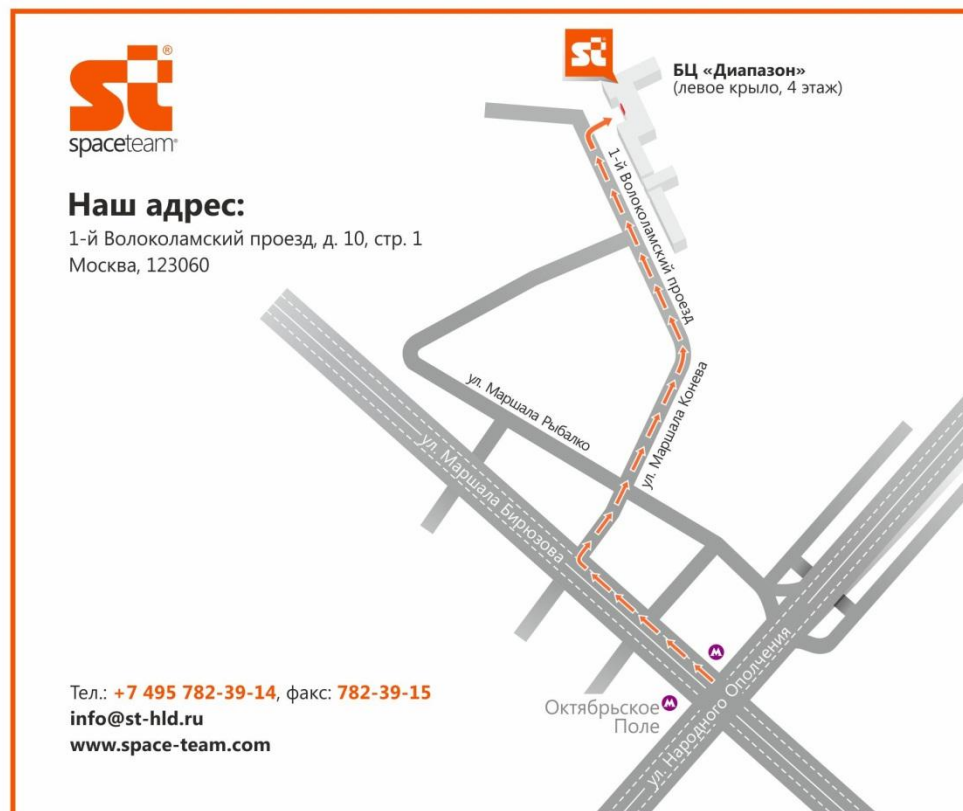 st®
spaceteam®
Наш адрес:
1-й Волоколамский проезд, д. 10, стр. 1
Москва, 123060
st
БЦ «Диапазон»
(левое крыло, 4 этаж)
1-й Волоколамский проезд
ул. Маршала Конева
ул. Маршала Рыбалко
ул. Маршала Бирюзова
ул. Народного Ополчения
М
Октябрьское М
Поле
Тел.: +7 495 782-39-14, факс: 782-39-15
info@st-hld.ru
www.space-team.com